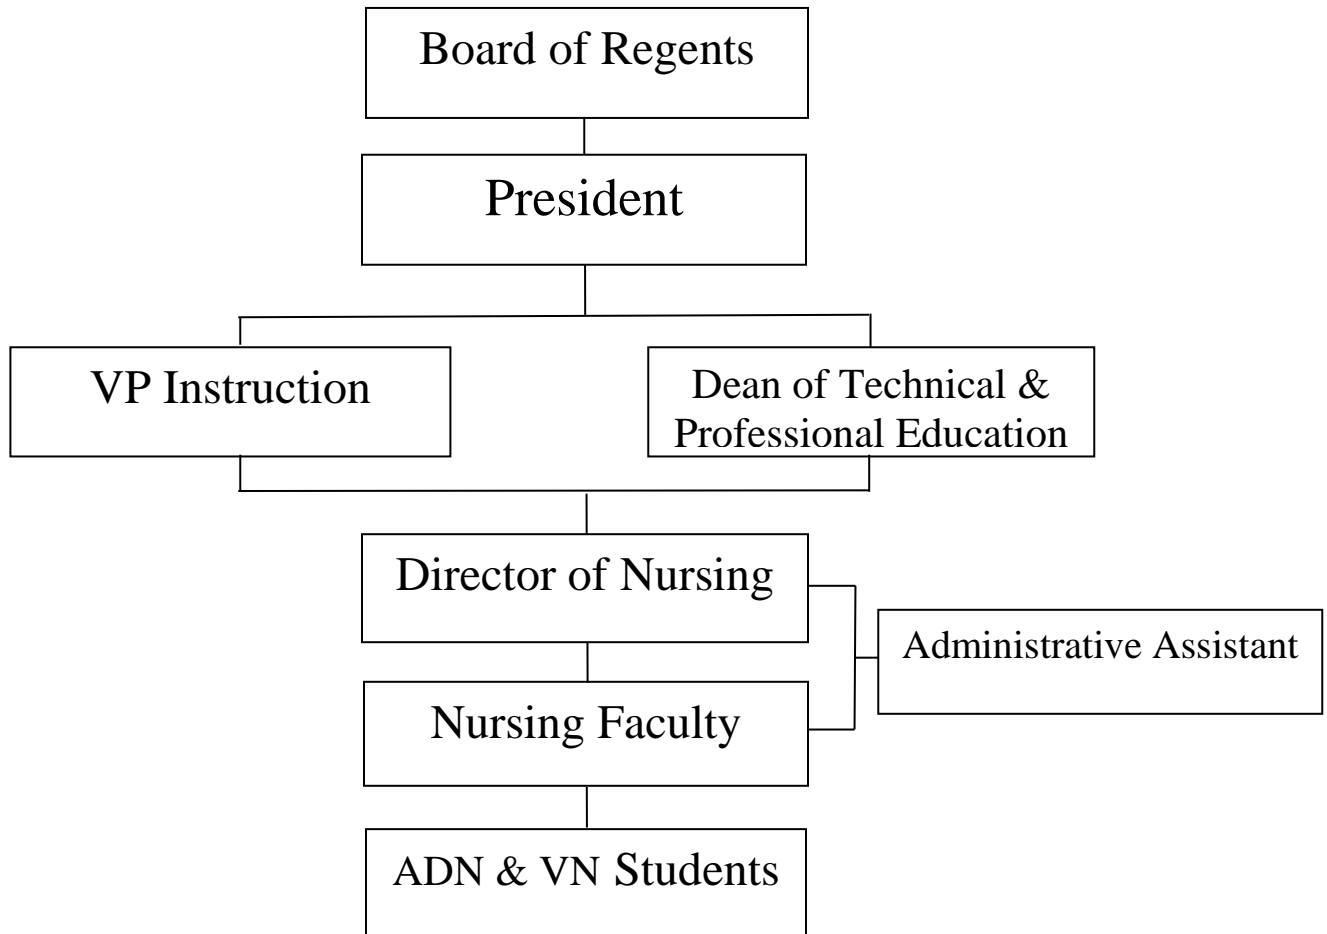 Board of Regents
President
VP Instruction
Dean of Technical &
Professional Education
Director of Nursing
Administrative Assistant
Nursing Faculty
ADN & VN Students